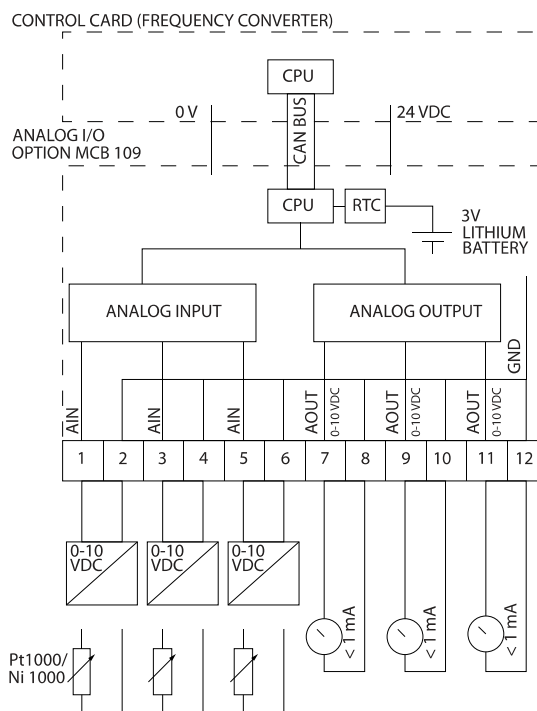 CONTROL CARD (FREQUENCY CONVERTER)
CPU
0 V
CAN BUS
24 VDC
ANALOG I/O
OPTION MCB 109
CPU
RTC
3V
LITHIUM
BATTERY
ANALOG INPUT
ANALOG OUTPUT
GND
AIN
AIN
AIN
AOUT
0-10 VDC
AOUT
0-10 VDC
AOUT
0-10 VDC
1 2 3 4 5 6 7 8 9 10 11 12
0-10
VDC
0-10
VDC
0-10
VDC
< 1 mA
< 1 mA
< 1 mA
Pt1000/
Ni 1000